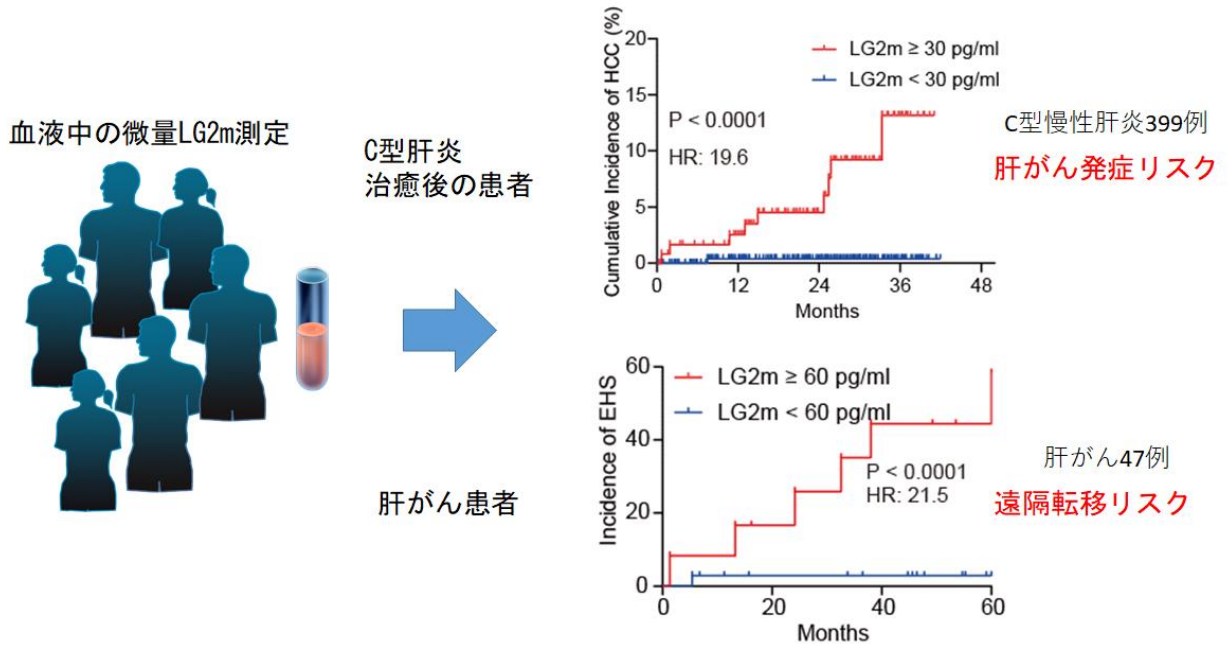 血液中の微量LG2m測定
C型肝炎
治癒後の患者
肝がん患者
Cumulative Incidence of HCC (%)
20
15
10
5
0
LG2m ≥ 30 pg/ml
LG2m < 30 pg/ml
P < 0.0001
HR: 19.6
0 12 24 36 48
Months
C型慢性肝炎399例
肝がん発症リスク
Incidence of EHS
60
40
20
0
LG2m ≥ 60 pg/ml
LG2m < 60 pg/ml
P < 0.0001
HR: 21.5
0 20 40 60
Months
肝がん47例
遠隔転移リスク